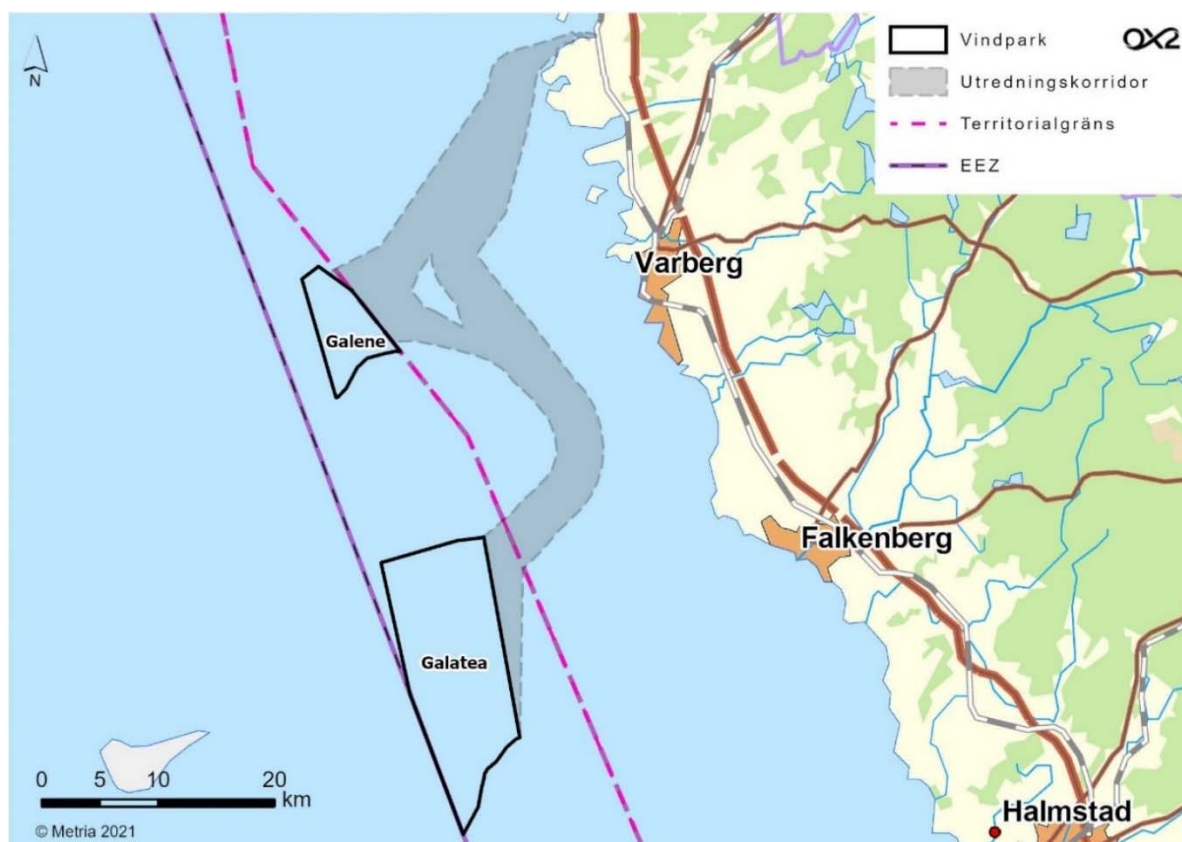 N
Vindpark
OX2
Utredningskorridor
Territorialgräns
EEZ
Varberg
Galene
Falkenberg
Galatea
0 5 10 20
km
Halmstad
© Metria 2021